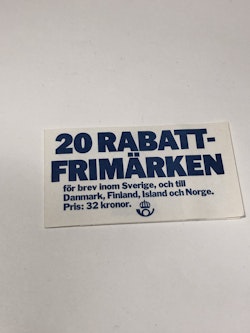 20 RABATT-
FRIMÄRKEN
för brev inom Sverige, och till
Danmark, Finland, Island och Norge.
Pris: 32 kronor.